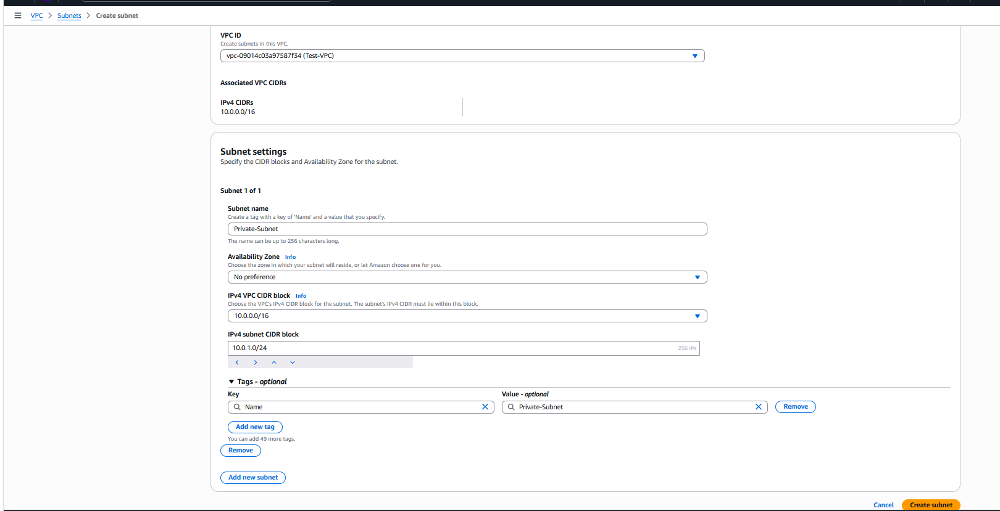 VPC > Subnets > Create subnet
VPC ID
Create subnets in this VPC.
vpc-09014c03a97587f34 (Test-VPC)
Associated VPC CIDRs
IPv4 CIDRs
10.0.0.0/16
Subnet settings
Specify the CIDR blocks and Availability Zone for the subnet.
Subnet 1 of 1
Subnet name
Create a tag with a key of 'Name' and a value that you specify.
Private-Subnet
The name can be up to 256 characters long.
Availability Zone Info
Choose the zone in which your subnet will reside, or let Amazon choose one for you.
No preference
IPv4 VPC CIDR block Info
Choose the VPC's IPv4 CIDR block for the subnet. The subnet's IPv4 CIDR must lie within this block.
10.0.0.0/16
IPv4 subnet CIDR block
10.0.1.0/24 256 IPs
Tags - optional
Key Value - optional
Name Private-Subnet Remove
Add new tag
You can add 49 more tags.
Remove
Add new subnet
Cancel Create subnet